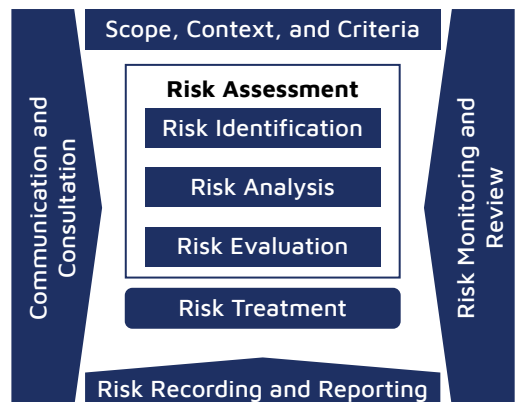 Scope, Context, and Criteria
Communication and
Consultation
Risk Assessment
Risk Identification
Risk Analysis
Risk Evaluation
Risk Treatment
Risk Monitoring and
Review
Risk Recording and Reporting